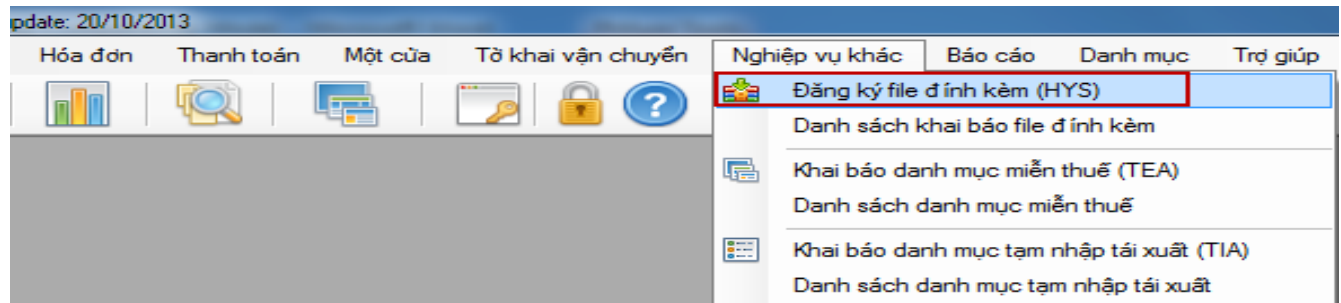 pdate: 20/10/2013
Hóa đơn Thanh toán Một cửa Tờ khai vận chuyển Nghiệp vụ khác Báo cáo Danh mục Trợ giúp
Đăng ký file đính kèm (HYS)
Danh sách khai báo file đính kèm
Khai báo danh mục miễn thuế (TEA)
Danh sách danh mục miễn thuế
Khai báo danh mục tạm nhập tái xuất (TIA)
Danh sách danh mục tạm nhập tái xuất